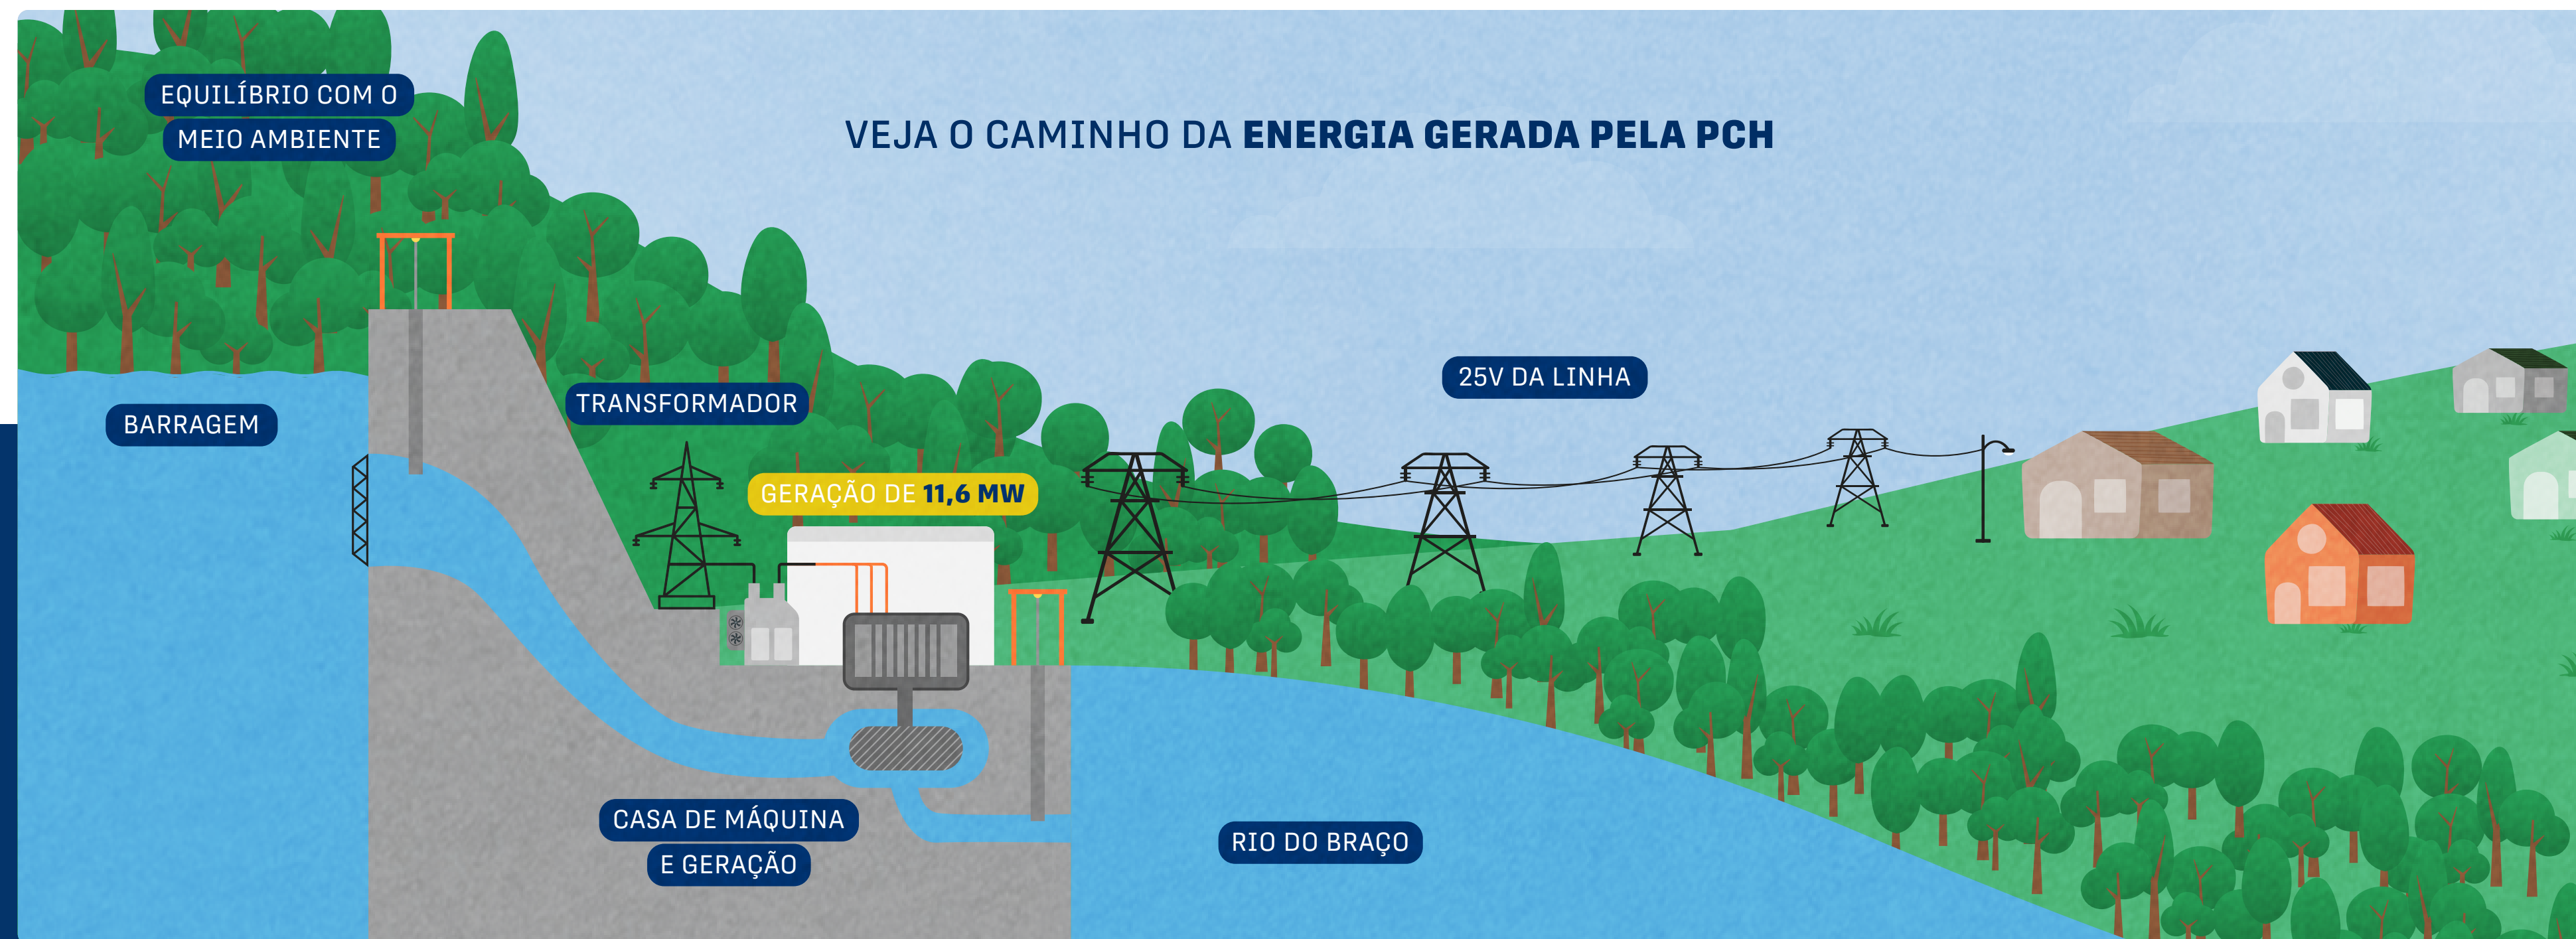 EQUILÍBRIO COM O
MEIO AMBIENTE
VEJA O CAMINHO DA ENERGIA GERADA PELA PCH
BARRAGEM
TRANSFORMADOR
25V DA LINHA
GERAÇÃO DE 11,6 MW
CASA DE MÁQUINA
E GERAÇÃO
RIO DO BRAÇO